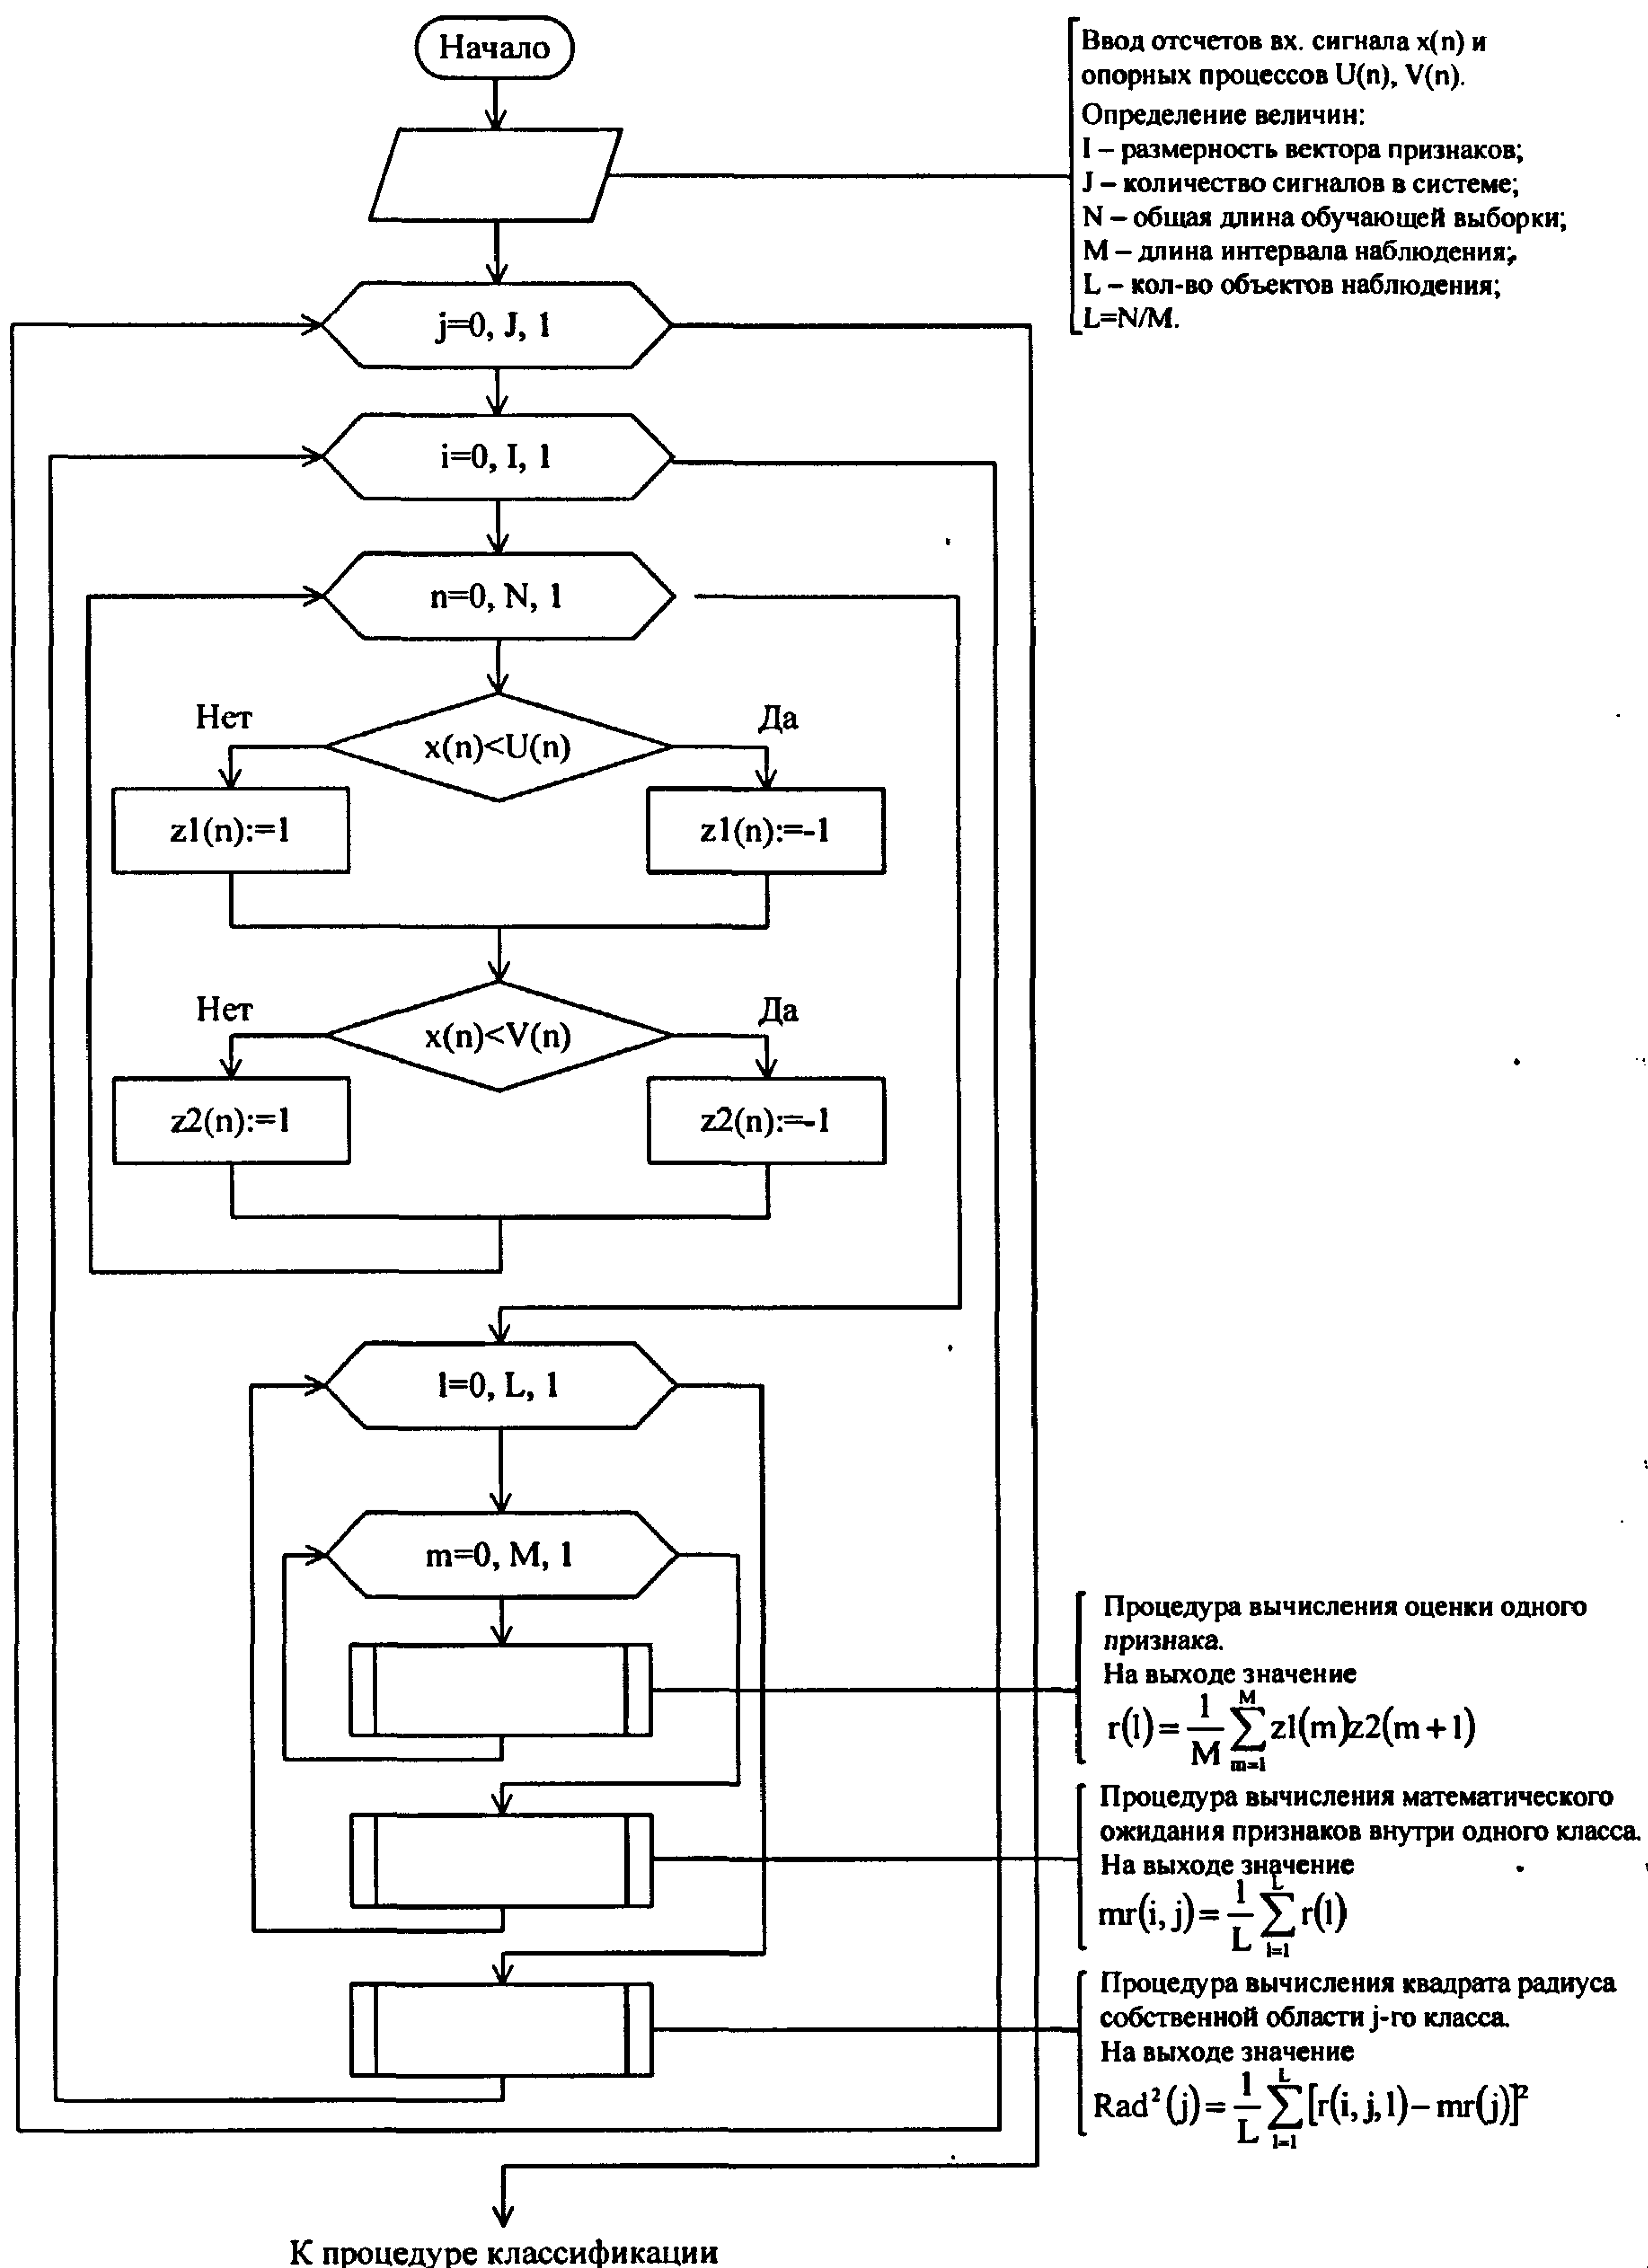 Начало
Ввод отсчетов вх. сигнала x(n) и
опорных процессов U(n), V(n).
Определение величин:
I – размерность вектора признаков;
J – количество сигналов в системе;
N – общая длина обучающей выборки;
M – длина интервала наблюдения;
L – кол-во объектов наблюдения;
L=N/M.
j=0, J, 1
i=0, I, 1
n=0, N, 1
Нет
Да
x(n)<U(n)
z1(n):=1
z1(n):=-1
Нет
Да
x(n)<V(n)
z2(n):=1
z2(n):=-1
l=0, L, 1
m=0, M, 1
Процедура вычисления оценки одного
признака.
На выходе значение
r(l) = 1/M ∑_{m=1}^{M} z1(m)z2(m+1)
Процедура вычисления математического
ожидания признаков внутри одного класса.
На выходе значение
mr(i, j) = 1/L ∑_{l=1}^{L} r(l)
Процедура вычисления квадрата радиуса
собственной области j-го класса.
На выходе значение
Rad²(j) = 1/L ∑_{l=1}^{L} [r(i, j, l) – mr(j)]²
К процедуре классификации